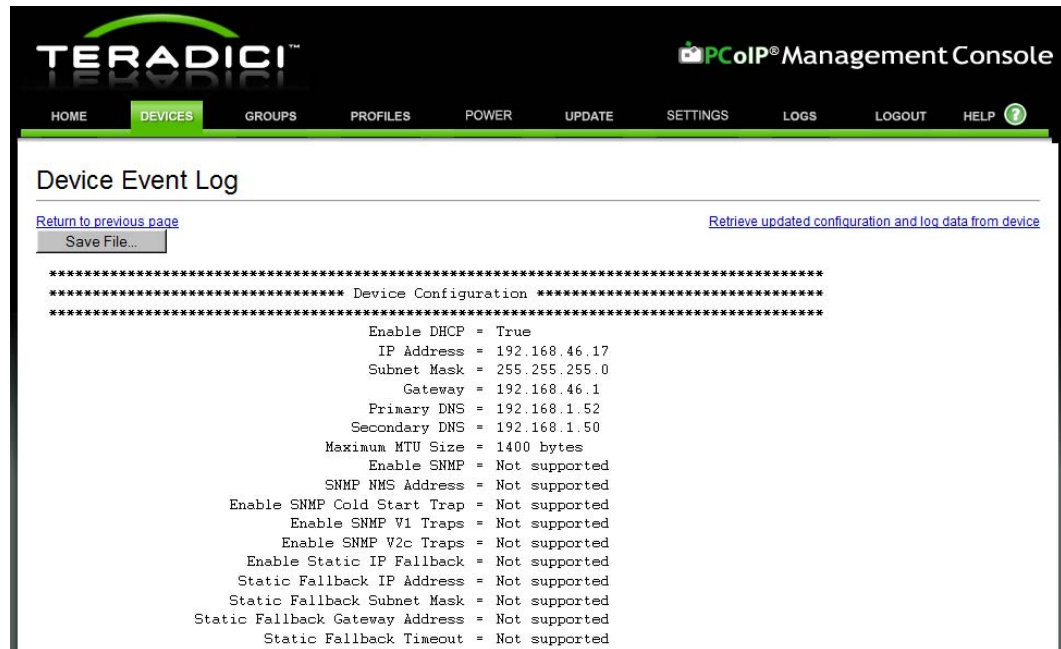 TERADICI™
PCoIP® Management Console
HOME DEVICES GROUPS PROFILES POWER UPDATE SETTINGS LOGS LOGOUT HELP ?
Device Event Log
Return to previous page Retrieve updated configuration and log data from device
Save File...
*****************************************************************************************
********************************** Device Configuration *********************************
*****************************************************************************************
Enable DHCP = True
IP Address = 192.168.46.17
Subnet Mask = 255.255.255.0
Gateway = 192.168.46.1
Primary DNS = 192.168.1.52
Secondary DNS = 192.168.1.50
Maximum MTU Size = 1400 bytes
Enable SNMP = Not supported
SNMP NMS Address = Not supported
Enable SNMP Cold Start Trap = Not supported
Enable SNMP V1 Traps = Not supported
Enable SNMP V2c Traps = Not supported
Enable Static IP Fallback = Not supported
Static Fallback IP Address = Not supported
Static Fallback Subnet Mask = Not supported
Static Fallback Gateway Address = Not supported
Static Fallback Timeout = Not supported